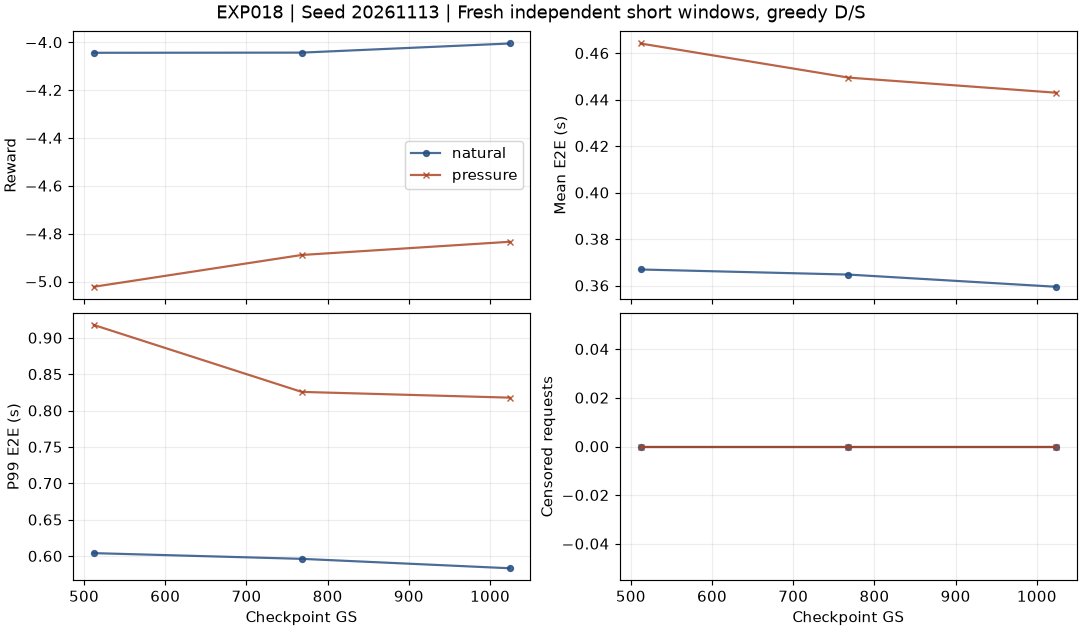 EXP018 | Seed 20261113 | Fresh independent short windows, greedy D/S
Reward
−4.0
−4.2
−4.4
−4.6
−4.8
−5.0
natural
pressure
Mean E2E (s)
0.46
0.44
0.42
0.40
0.38
0.36
P99 E2E (s)
0.90
0.85
0.80
0.75
0.70
0.65
0.60
500 600 700 800 900 1000
Checkpoint GS
Censored requests
0.04
0.02
0.00
−0.02
−0.04
500 600 700 800 900 1000
Checkpoint GS